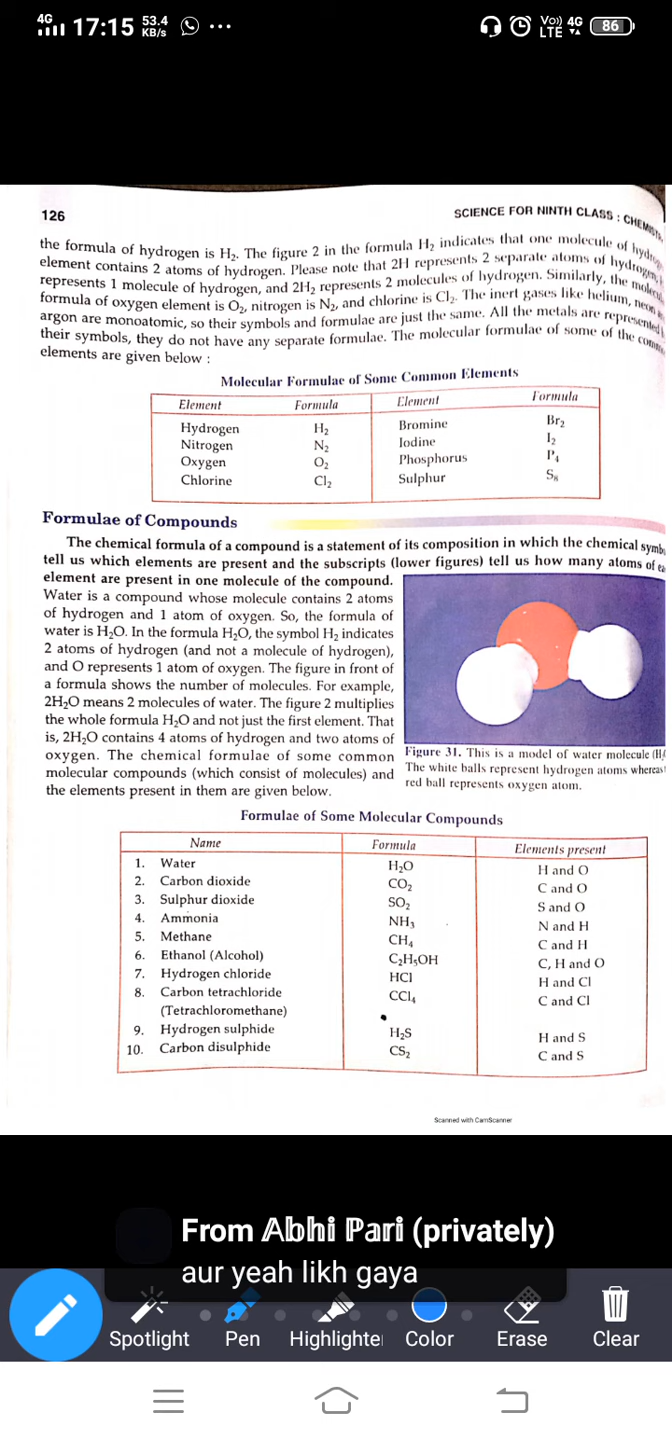 4G 17:15 53.4 KB/s ... Vo) LTE 4G 86
126 SCIENCE FOR NINTH CLASS : CHEMISTR
the formula of hydrogen is H₂. The figure 2 in the formula H₂ indicates that one molecule of hydrog
element contains 2 atoms of hydrogen. Please note that 2H represents 2 separate atoms of hydrogen,
represents 1 molecule of hydrogen, and 2H₂ represents 2 molecules of hydrogen. Similarly, the molecu
formula of oxygen element is O₂, nitrogen is N₂, and chlorine is Cl₂. The inert gases like helium, neon
argon are monoatomic, so their symbols and formulae are just the same. All the metals are represented
their symbols, they do not have any separate formulae. The molecular formulae of some of the comm
elements are given below :
Molecular Formulae of Some Common Elements
Element Formula Element Formula
Hydrogen H₂ Bromine Br₂
Nitrogen N₂ Iodine I₂
Oxygen O₂ Phosphorus P₄
Chlorine Cl₂ Sulphur S₈
Formulae of Compounds
The chemical formula of a compound is a statement of its composition in which the chemical symb
tell us which elements are present and the subscripts (lower figures) tell us how many atoms of ea
element are present in one molecule of the compound.
Water is a compound whose molecule contains 2 atoms
of hydrogen and 1 atom of oxygen. So, the formula of
water is H₂O. In the formula H₂O, the symbol H₂ indicates
2 atoms of hydrogen (and not a molecule of hydrogen),
and O represents 1 atom of oxygen. The figure in front of
a formula shows the number of molecules. For example,
2H₂O means 2 molecules of water. The figure 2 multiplies
the whole formula H₂O and not just the first element. That
is, 2H₂O contains 4 atoms of hydrogen and two atoms of
oxygen. The chemical formulae of some common
molecular compounds (which consist of molecules) and
the elements present in them are given below.
Figure 31. This is a model of water molecule (H₂
The white balls represent hydrogen atoms whereas
red ball represents oxygen atom.
Formulae of Some Molecular Compounds
Name Formula Elements present
1. Water H₂O H and O
2. Carbon dioxide CO₂ C and O
3. Sulphur dioxide SO₂ S and O
4. Ammonia NH₃ N and H
5. Methane CH₄ C and H
6. Ethanol (Alcohol) C₂H₅OH C, H and O
7. Hydrogen chloride HCl H and Cl
8. Carbon tetrachloride CCl₄ C and Cl
(Tetrachloromethane)
9. Hydrogen sulphide H₂S H and S
10. Carbon disulphide CS₂ C and S
Scanned with CamScanner
From Abhi Pari (privately)
aur yeah likh gaya
Spotlight Pen Highlighte Color Erase Clear